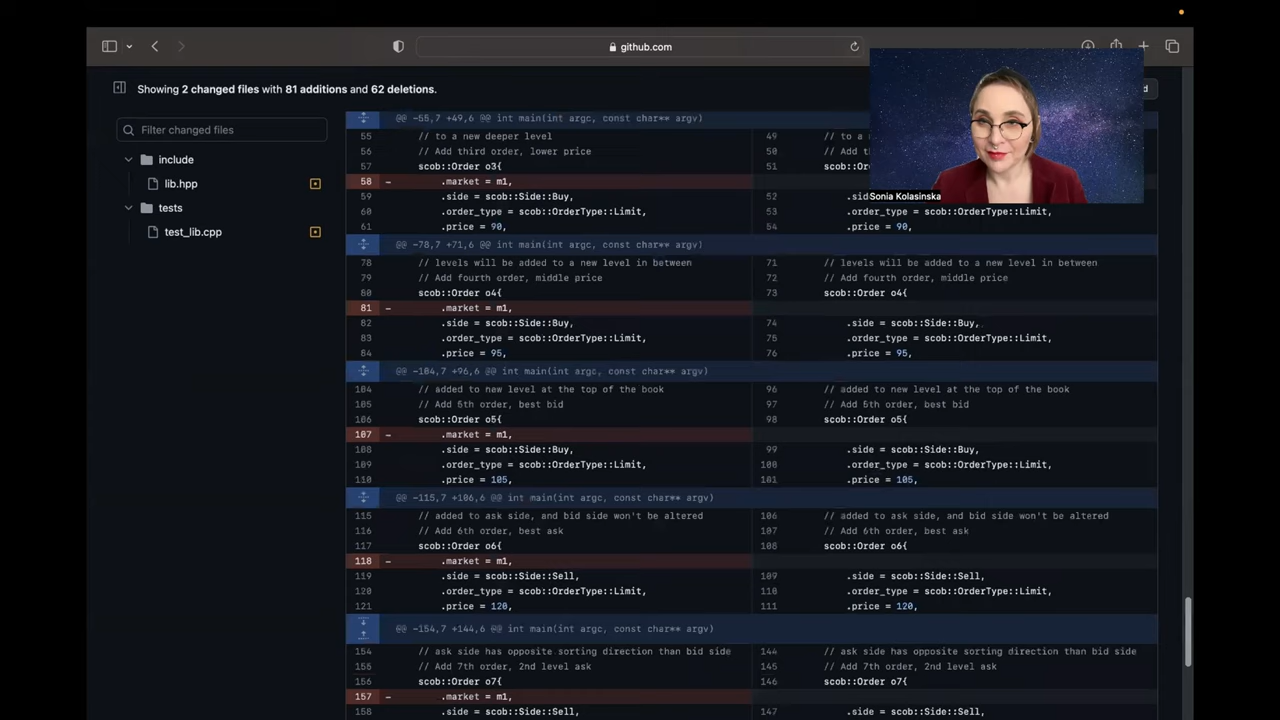 github.com
Showing 2 changed files with 81 additions and 62 deletions.
d
Filter changed files
include
lib.hpp
tests
test_lib.cpp
Sonia Kolasinska
@@ -55,7 +49,6 @@ int main(int argc, const char** argv)
55 // to a new deeper level
56 // Add third order, lower price
57 scob::Order o3{
58 - .market = m1,
59 .side = scob::Side::Buy,
60 .order_type = scob::OrderType::Limit,
61 .price = 90,
49 // to a
50 // Add
51 scob::Or
52 .sid
53 .order_type = scob::OrderType::Limit,
54 .price = 90,
@@ -78,7 +71,6 @@ int main(int argc, const char** argv)
78 // levels will be added to a new level in between
79 // Add fourth order, middle price
80 scob::Order o4{
81 - .market = m1,
82 .side = scob::Side::Buy,
83 .order_type = scob::OrderType::Limit,
84 .price = 95,
71 // levels will be added to a new level in between
72 // Add fourth order, middle price
73 scob::Order o4{
74 .side = scob::Side::Buy,
75 .order_type = scob::OrderType::Limit,
76 .price = 95,
@@ -104,7 +96,6 @@ int main(int argc, const char** argv)
104 // added to new level at the top of the book
105 // Add 5th order, best bid
106 scob::Order o5{
107 - .market = m1,
108 .side = scob::Side::Buy,
109 .order_type = scob::OrderType::Limit,
110 .price = 105,
96 // added to new level at the top of the book
97 // Add 5th order, best bid
98 scob::Order o5{
99 .side = scob::Side::Buy,
100 .order_type = scob::OrderType::Limit,
101 .price = 105,
@@ -115,7 +106,6 @@ int main(int argc, const char** argv)
115 // added to ask side, and bid side won't be altered
116 // Add 6th order, best ask
117 scob::Order o6{
118 - .market = m1,
119 .side = scob::Side::Sell,
120 .order_type = scob::OrderType::Limit,
121 .price = 120,
106 // added to ask side, and bid side won't be altered
107 // Add 6th order, best ask
108 scob::Order o6{
109 .side = scob::Side::Sell,
110 .order_type = scob::OrderType::Limit,
111 .price = 120,
@@ -154,7 +144,6 @@ int main(int argc, const char** argv)
154 // ask side has opposite sorting direction than bid side
155 // Add 7th order, 2nd level ask
156 scob::Order o7{
157 - .market = m1,
158 .side = scob::Side::Sell,
144 // ask side has opposite sorting direction than bid side
145 // Add 7th order, 2nd level ask
146 scob::Order o7{
147 .side = scob::Side::Sell,